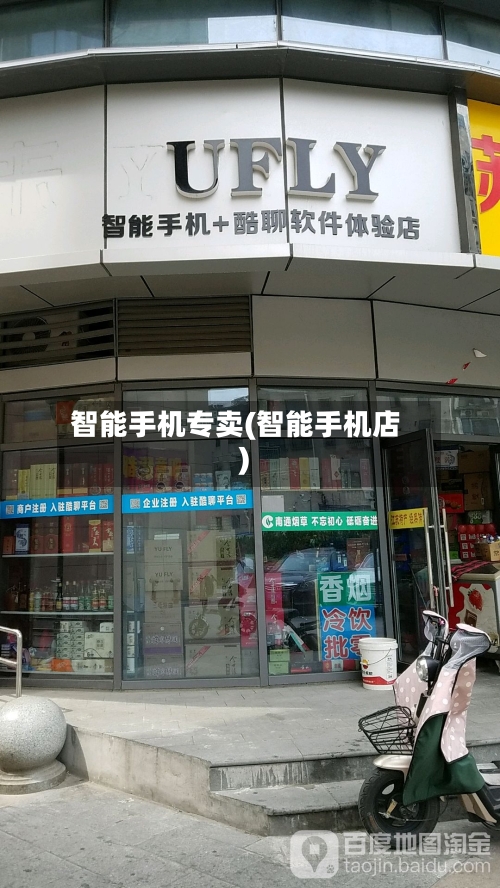 UFLY
智能手机+酷聊软件体验店
苏
智能手机专卖(智能手机店
)
商户注册 入驻酷聊平台
企业注册 入驻酷聊平台
南通烟草 不忘初心 砥砺奋进
香烟
冷饮
批零
百度地图淘金
taojin.baidu.com